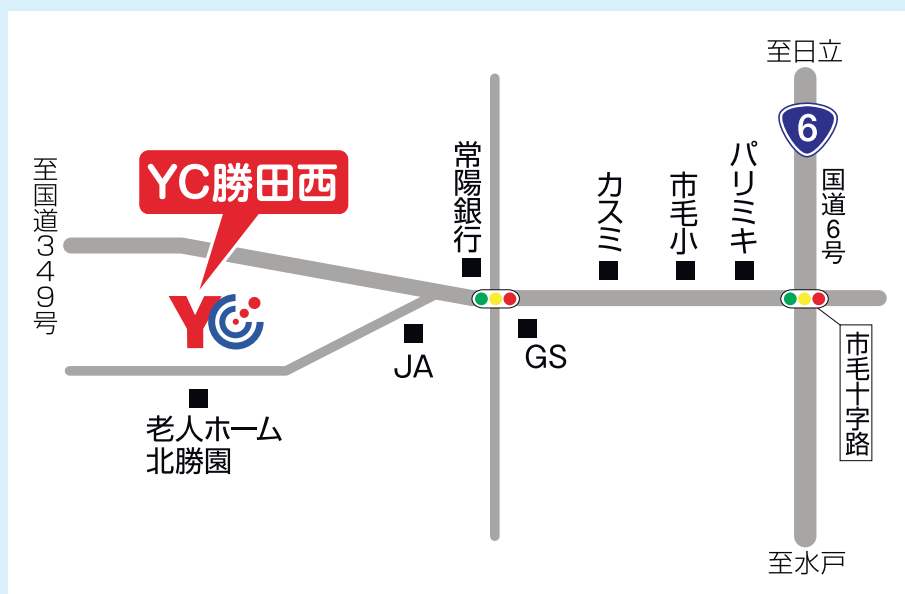 至日立
6
国道6号
パリミキ
市毛小
カスミ
常陽銀行
YC勝田西
至国道349号
YC
GS
JA
市毛十字路
老人ホーム
北勝園
至水戸